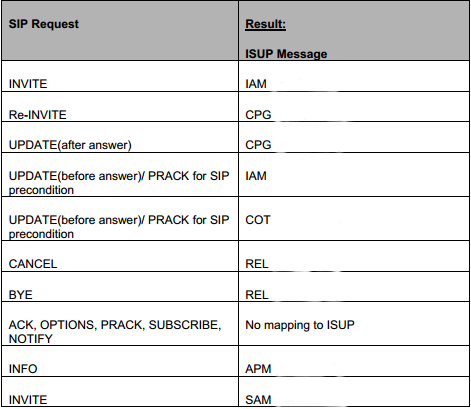 SIP Request
Result:
ISUP Message
INVITE
IAM
Re-INVITE
CPG
UPDATE(after answer)
CPG
UPDATE(before answer)/ PRACK for SIP
precondition
IAM
UPDATE(before answer)/ PRACK for SIP
precondition
COT
CANCEL
REL
BYE
REL
ACK, OPTIONS, PRACK, SUBSCRIBE,
NOTIFY
No mapping to ISUP
INFO
APM
INVITE
SAM